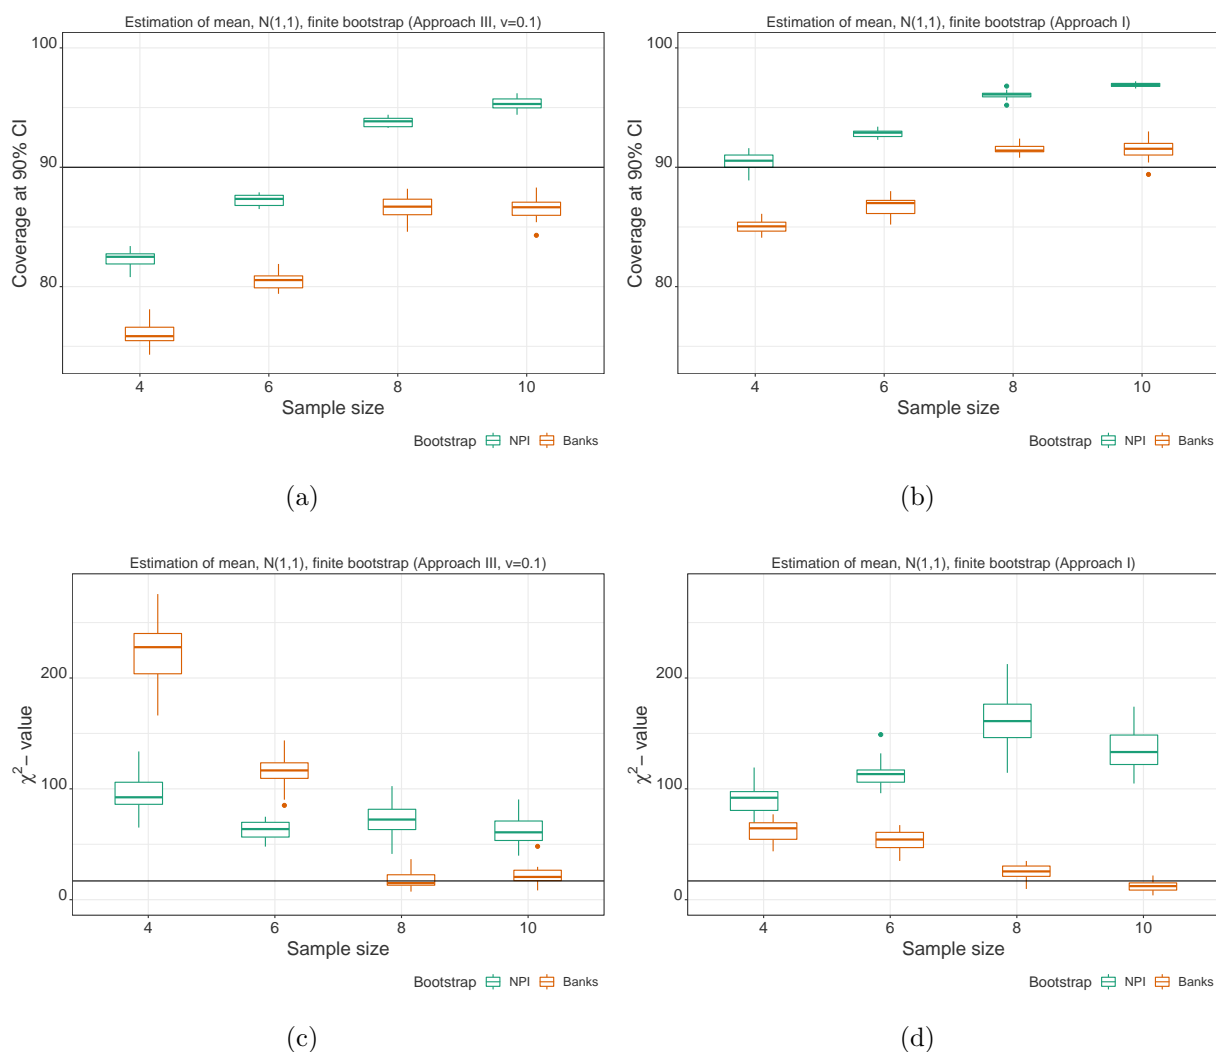 Estimation of mean, N(1,1), finite bootstrap (Approach III, v=0.1)
100
90
80
Coverage at 90% CI
4 6 8 10
Sample size
Bootstrap NPI Banks
(a)
Estimation of mean, N(1,1), finite bootstrap (Approach I)
100
90
80
Coverage at 90% CI
4 6 8 10
Sample size
Bootstrap NPI Banks
(b)
Estimation of mean, N(1,1), finite bootstrap (Approach III, v=0.1)
200
100
0
χ²− value
4 6 8 10
Sample size
Bootstrap NPI Banks
(c)
Estimation of mean, N(1,1), finite bootstrap (Approach I)
200
100
0
χ²− value
4 6 8 10
Sample size
Bootstrap NPI Banks
(d)